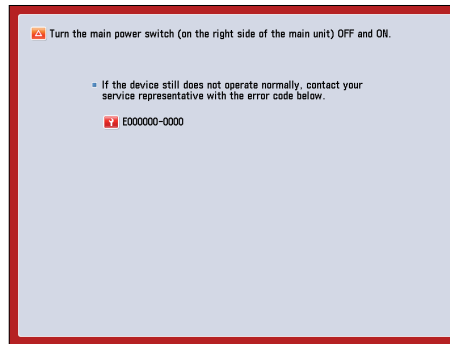 Turn the main power switch (on the right side of the main unit) OFF and ON.
If the device still does not operate normally, contact your
service representative with the error code below.
E000000-0000